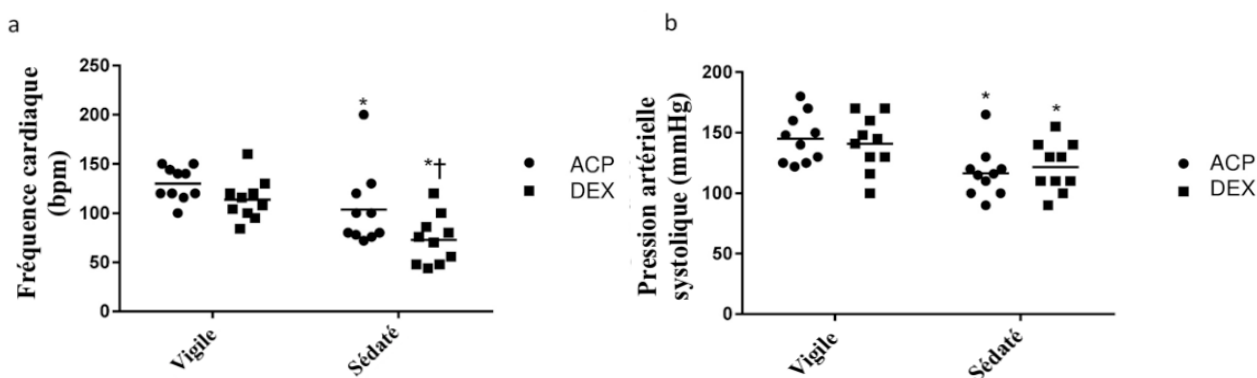 a
Fréquence cardiaque
(bpm)
250
200
150
100
50
0
*
*†
Vigile
Sédaté
ACP
DEX
b
Pression artérielle
systolique (mmHg)
200
150
100
50
0
*
*
Vigile
Sédaté
ACP
DEX